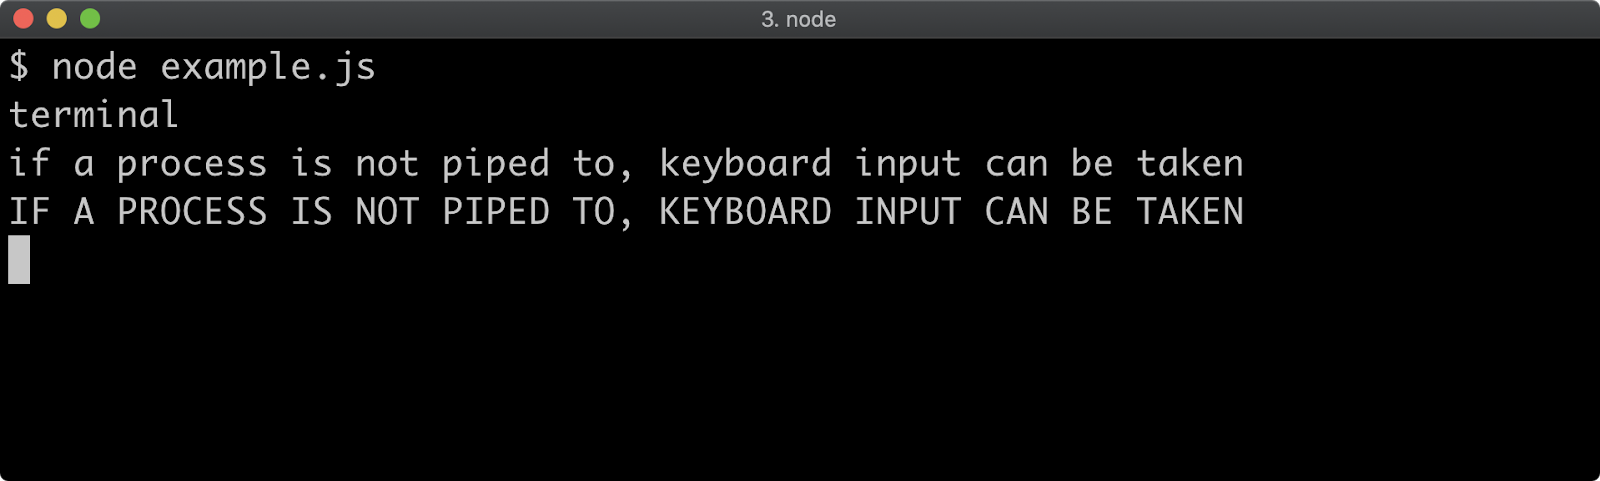 3. node
$ node example.js
terminal
if a process is not piped to, keyboard input can be taken
IF A PROCESS IS NOT PIPED TO, KEYBOARD INPUT CAN BE TAKEN